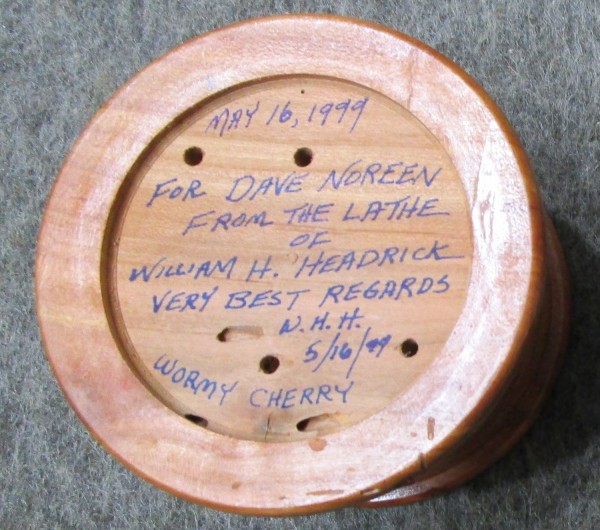 MAY 16, 1999
FOR DAVE NOREEN
FROM THE LATHE
OF
WILLIAM H. HEADRICK
VERY BEST REGARDS
W.H.H.
5/16/99
WORMY CHERRY